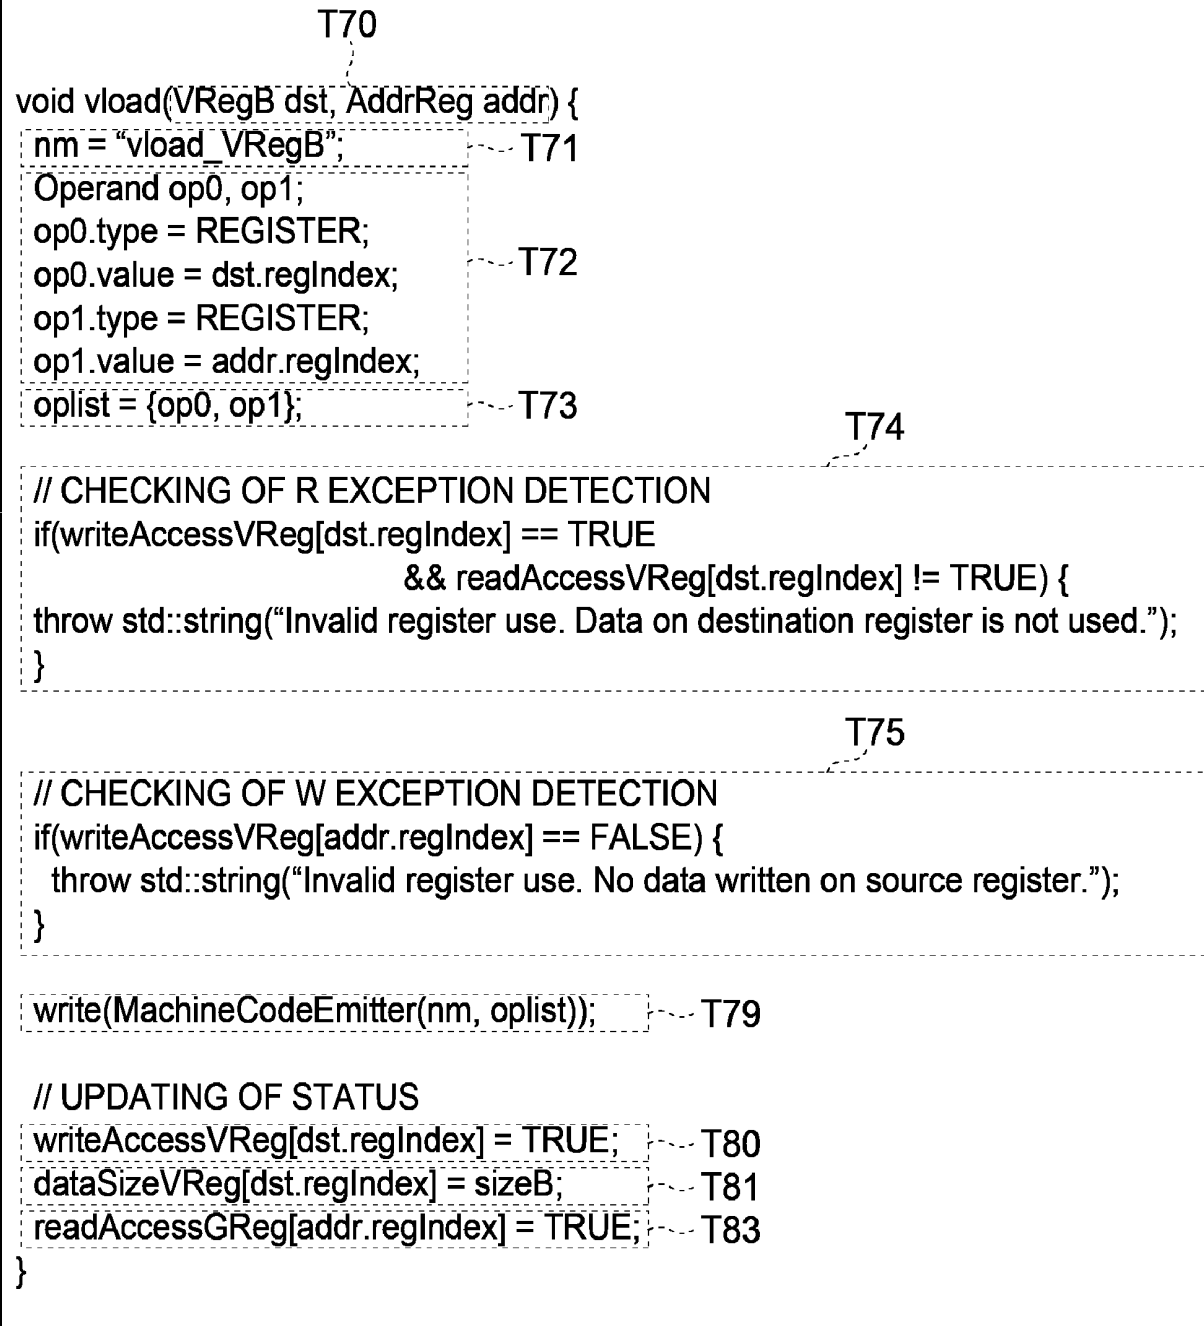 T70
void vload(VRegB dst, AddrReg addr) {
nm = “vload_VRegB”; T71
Operand op0, op1;
op0.type = REGISTER;
op0.value = dst.regIndex; T72
op1.type = REGISTER;
op1.value = addr.regIndex;
oplist = {op0, op1}; T73
T74
// CHECKING OF R EXCEPTION DETECTION
if(writeAccessVReg[dst.regIndex] == TRUE
&& readAccessVReg[dst.regIndex] != TRUE) {
throw std::string(“Invalid register use. Data on destination register is not used.”);
}
T75
// CHECKING OF W EXCEPTION DETECTION
if(writeAccessVReg[addr.regIndex] == FALSE) {
throw std::string(“Invalid register use. No data written on source register.”);
}
write(MachineCodeEmitter(nm, oplist)); T79
// UPDATING OF STATUS
writeAccessVReg[dst.regIndex] = TRUE; T80
dataSizeVReg[dst.regIndex] = sizeB; T81
readAccessGReg[addr.regIndex] = TRUE; T83
}